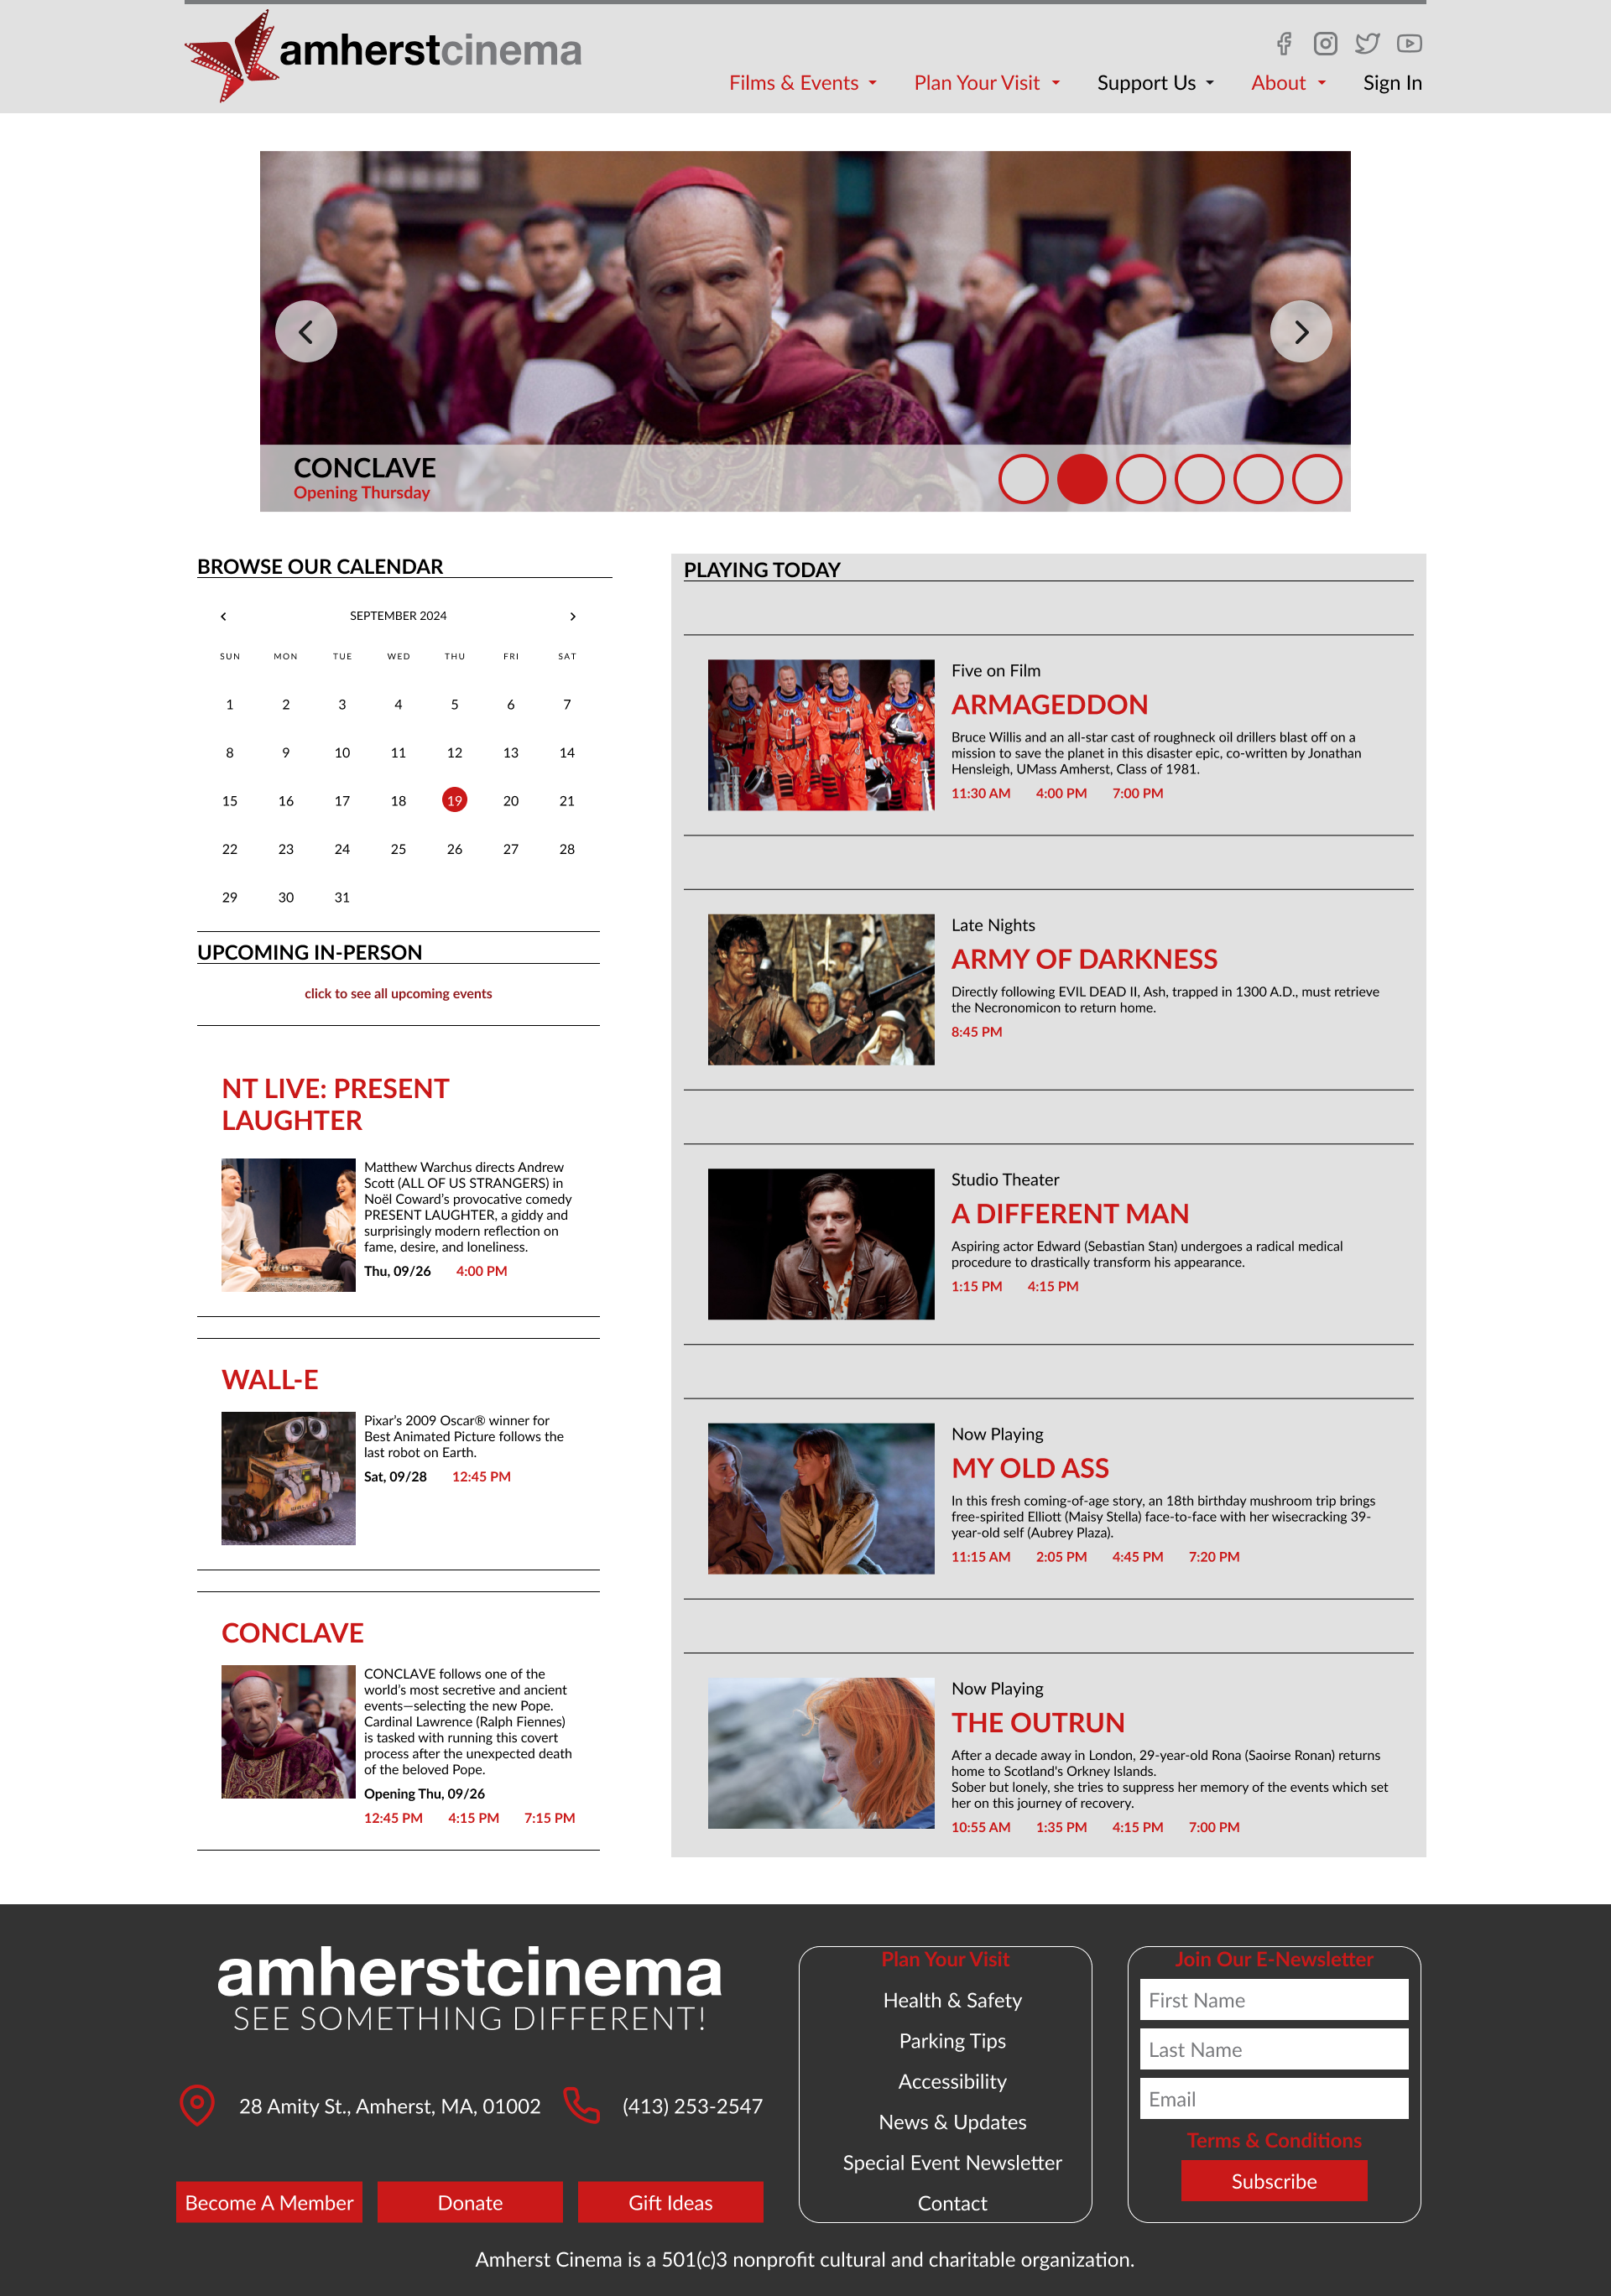 amherstcinema
Films & Events
Plan Your Visit
Support Us
About
Sign In
CONCLAVE
Opening Thursday
BROWSE OUR CALENDAR
SEPTEMBER 2024
SUN MON TUE WED THU FRI SAT
1 2 3 4 5 6 7
8 9 10 11 12 13 14
15 16 17 18 19 20 21
22 23 24 25 26 27 28
29 30 31
UPCOMING IN-PERSON
click to see all upcoming events
NT LIVE: PRESENT
LAUGHTER
Matthew Warchus directs Andrew
Scott (ALL OF US STRANGERS) in
Noël Coward's provocative comedy
PRESENT LAUGHTER, a giddy and
surprisingly modern reflection on
fame, desire, and loneliness.
Thu, 09/26 4:00 PM
WALL-E
Pixar's 2009 Oscar® winner for
Best Animated Picture follows the
last robot on Earth.
Sat, 09/28 12:45 PM
CONCLAVE
CONCLAVE follows one of the
world's most secretive and ancient
events—selecting the new Pope.
Cardinal Lawrence (Ralph Fiennes)
is tasked with running this covert
process after the unexpected death
of the beloved Pope.
Opening Thu, 09/26
12:45 PM 4:15 PM 7:15 PM
PLAYING TODAY
Five on Film
ARMAGEDDON
Bruce Willis and an all-star cast of roughneck oil drillers blast off on a
mission to save the planet in this disaster epic, co-written by Jonathan
Hensleigh, UMass Amherst, Class of 1981.
11:30 AM 4:00 PM 7:00 PM
Late Nights
ARMY OF DARKNESS
Directly following EVIL DEAD II, Ash, trapped in 1300 A.D., must retrieve
the Necronomicon to return home.
8:45 PM
Studio Theater
A DIFFERENT MAN
Aspiring actor Edward (Sebastian Stan) undergoes a radical medical
procedure to drastically transform his appearance.
1:15 PM 4:15 PM
Now Playing
MY OLD ASS
In this fresh coming-of-age story, an 18th birthday mushroom trip brings
free-spirited Elliott (Maisy Stella) face-to-face with her wisecracking 39-
year-old self (Aubrey Plaza).
11:15 AM 2:05 PM 4:45 PM 7:20 PM
Now Playing
THE OUTRUN
After a decade away in London, 29-year-old Rona (Saoirse Ronan) returns
home to Scotland's Orkney Islands.
Sober but lonely, she tries to suppress her memory of the events which set
her on this journey of recovery.
10:55 AM 1:35 PM 4:15 PM 7:00 PM
amherstcinema
SEE SOMETHING DIFFERENT!
28 Amity St., Amherst, MA, 01002
(413) 253-2547
Become A Member
Donate
Gift Ideas
Plan Your Visit
Health & Safety
Parking Tips
Accessibility
News & Updates
Special Event Newsletter
Contact
Join Our E-Newsletter
First Name
Last Name
Email
Terms & Conditions
Subscribe
Amherst Cinema is a 501(c)3 nonprofit cultural and charitable organization.